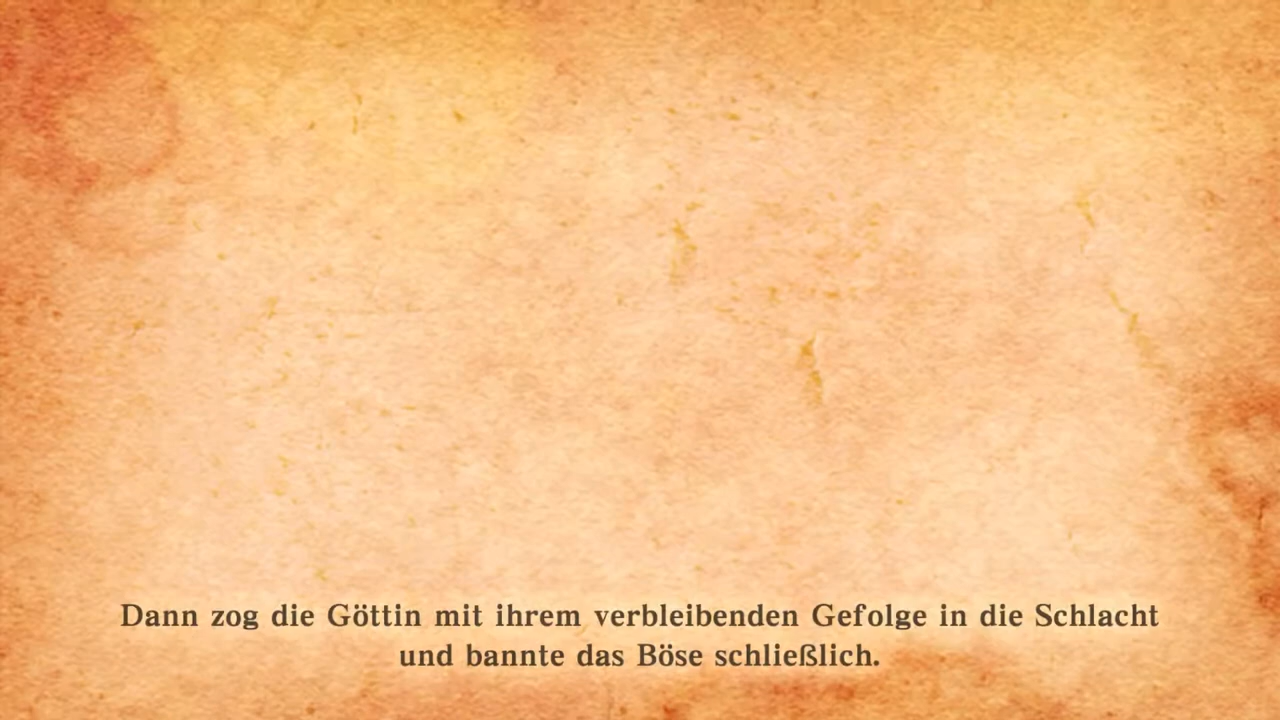 Dann zog die Göttin mit ihrem verbleibenden Gefolge in die Schlacht
und bannte das Böse schließlich.